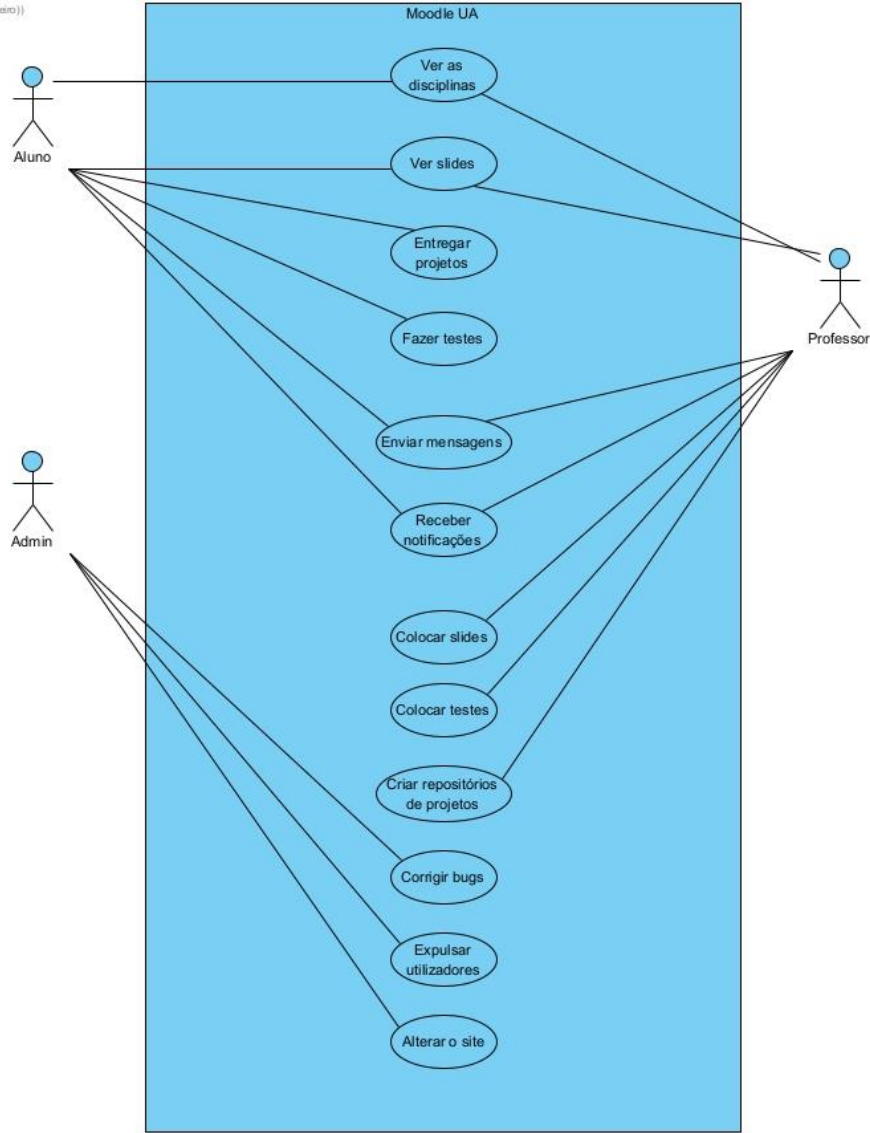 eiro))
Moodle UA
Ver as
disciplinas
Aluno
Ver slides
Entregar
projetos
Professor
Fazer testes
Enviar mensagens
Admin
Receber
notificações
Colocar slides
Colocar testes
Criar repositórios
de projetos
Corrigir bugs
Expulsar
utilizadores
Alterar o site